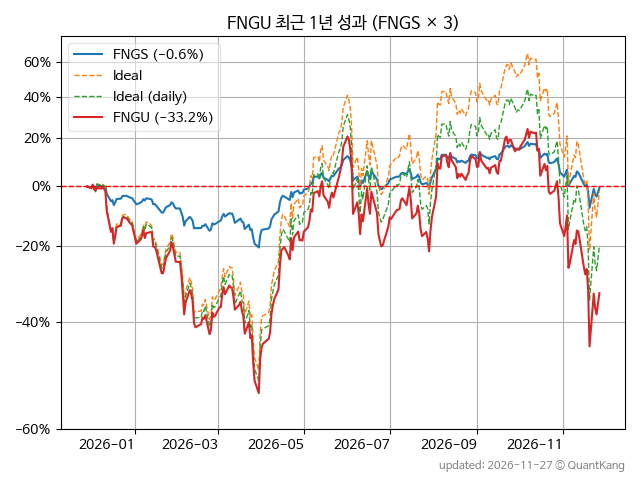 FNGU 최근 1년 성과 (FNGS × 3)
FNGS (−0.6%)
Ideal
Ideal (daily)
FNGU (−33.2%)
60%
40%
20%
0%
−20%
−40%
−60%
2026-01
2026-03
2026-05
2026-07
2026-09
2026-11
updated: 2026-11-27 © QuantKang